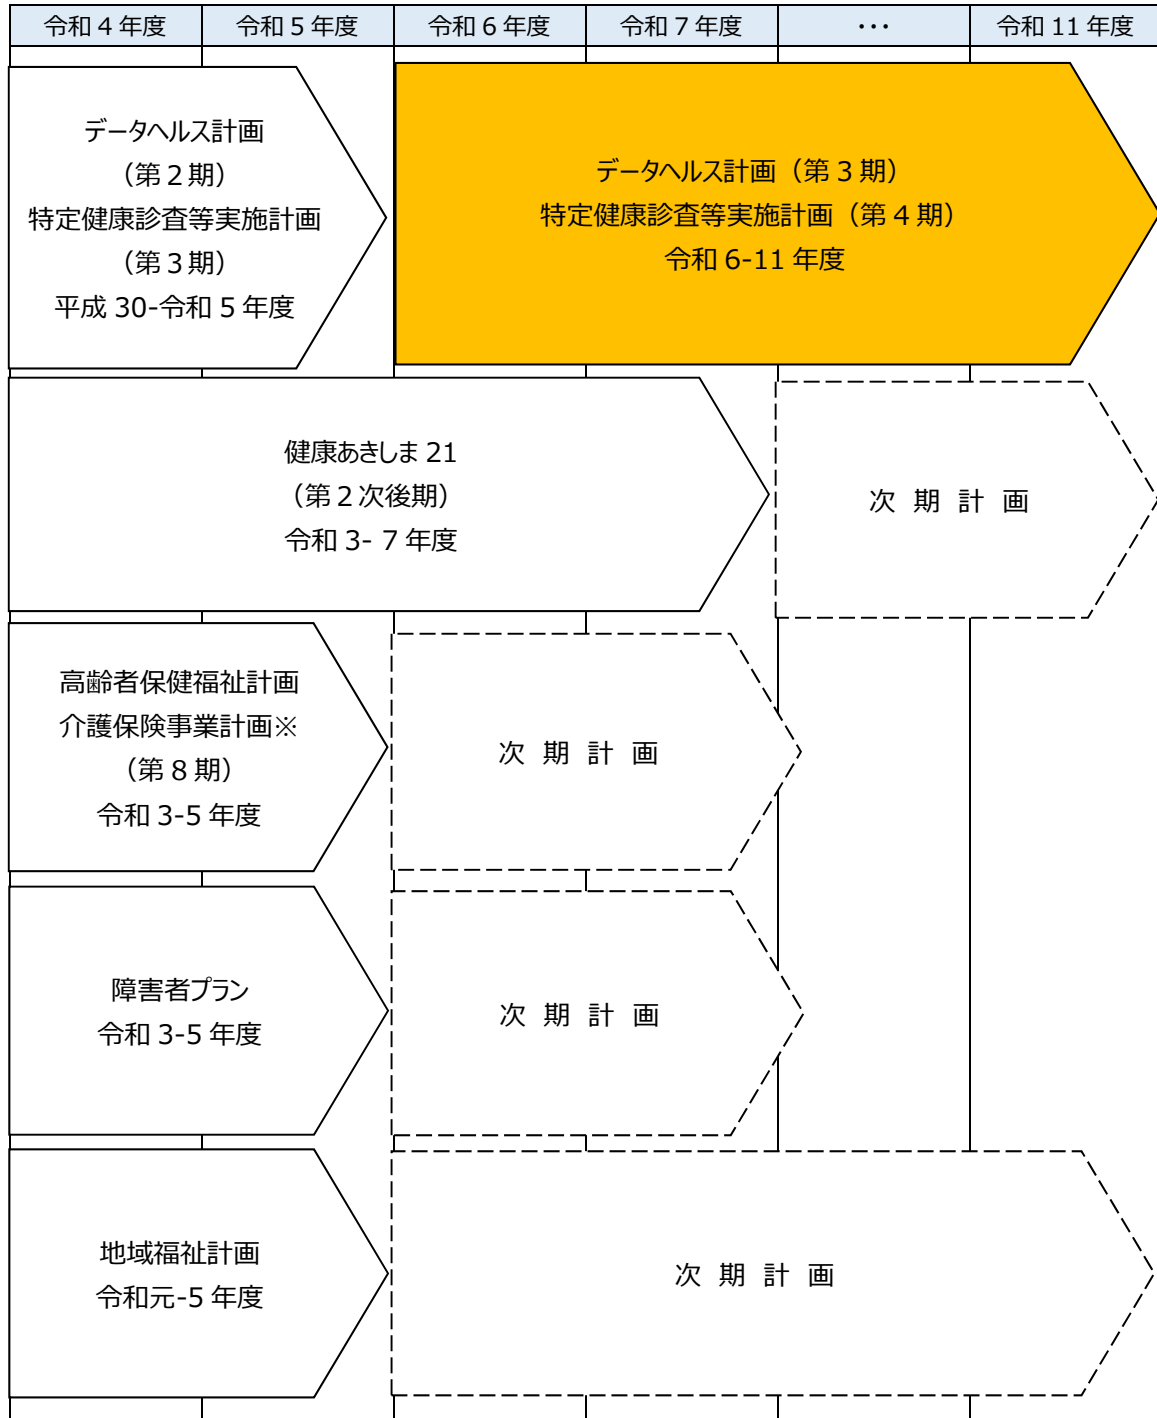 令和４年度 令和５年度 令和６年度 令和７年度 ・・・ 令和 11 年度
データヘルス計画
（第２期）
特定健康診査等実施計画
（第３期）
平成 30-令和 5 年度
データヘルス計画（第３期）
特定健康診査等実施計画（第４期）
令和 6-11 年度
健康あきしま 21
（第２次後期）
令和 3-７年度
次 期 計 画
高齢者保健福祉計画
介護保険事業計画※
（第８期）
令和 3-5 年度
次 期 計 画
障害者プラン
令和 3-5 年度
次 期 計 画
地域福祉計画
令和元-5 年度
次 期 計 画